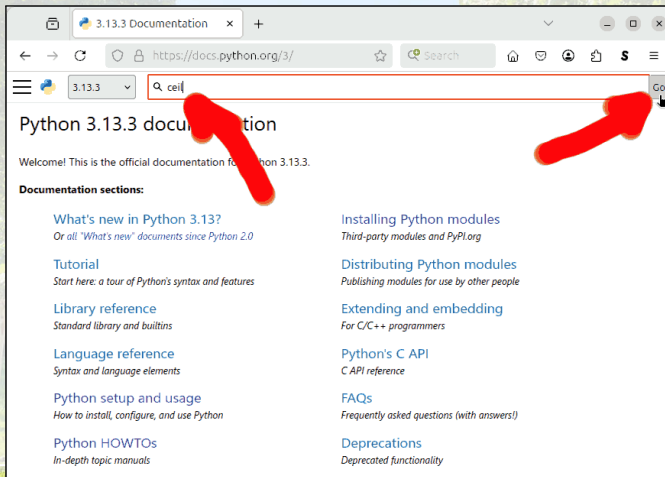 3.13.3 Documentation
https://docs.python.org/3/
Search
3.13.3
ceil
Go
Python 3.13.3 documentation
Welcome! This is the official documentation for Python 3.13.3.
Documentation sections:
What's new in Python 3.13?
Or all "What's new" documents since Python 2.0
Tutorial
Start here: a tour of Python's syntax and features
Library reference
Standard library and builtins
Language reference
Syntax and language elements
Python setup and usage
How to install, configure, and use Python
Python HOWTOs
In-depth topic manuals
Installing Python modules
Third-party modules and PyPI.org
Distributing Python modules
Publishing modules for use by other people
Extending and embedding
For C/C++ programmers
Python's C API
C API reference
FAQs
Frequently asked questions (with answers!)
Deprecations
Deprecated functionality